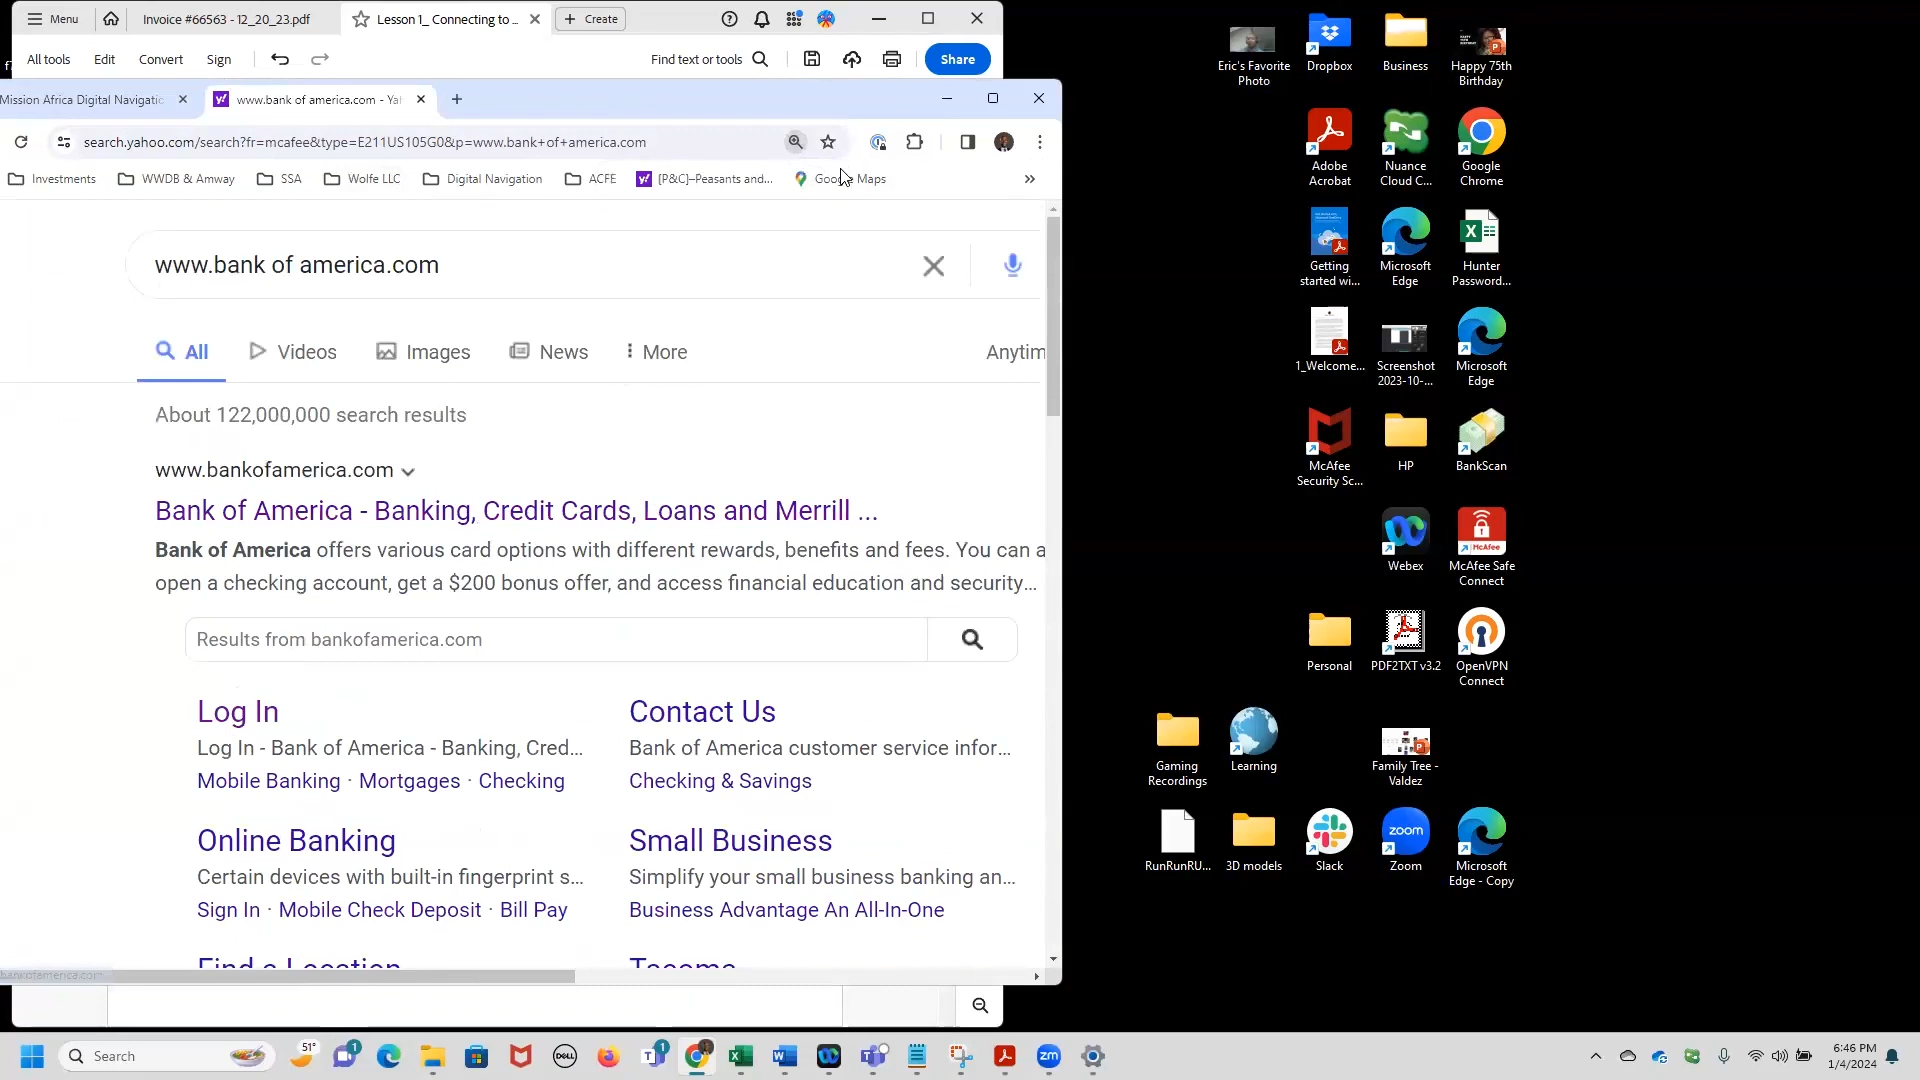 Menu
Invoice #66563 - 12_20_23.pdf
Lesson 1_ Connecting to ...
Create
All tools
Edit
Convert
Sign
Find text or tools
Share
Mission Africa Digital Navigatic
www.bank of america.com - Yal
search.yahoo.com/search?fr=mcafee&type=E211US105G0&p=www.bank+of+america.com
Investments
WWDB & Amway
SSA
Wolfe LLC
Digital Navigation
ACFE
[P&C]–Peasants and...
Google Maps
www.bank of america.com
All
Videos
Images
News
More
Anytim
About 122,000,000 search results
www.bankofamerica.com
Bank of America - Banking, Credit Cards, Loans and Merrill ...
Bank of America offers various card options with different rewards, benefits and fees. You can a
open a checking account, get a $200 bonus offer, and access financial education and security...
Results from bankofamerica.com
Log In
Log In - Bank of America - Banking, Cred...
Mobile Banking · Mortgages · Checking
Contact Us
Bank of America customer service infor...
Checking & Savings
Online Banking
Certain devices with built-in fingerprint s...
Sign In · Mobile Check Deposit · Bill Pay
Small Business
Simplify your small business banking an...
Business Advantage An All-In-One
Find a Location
Tacoma
bankofamerica.com
Eric's Favorite
Photo
Dropbox
Business
Happy 75th
Birthday
Adobe
Acrobat
Nuance
Cloud C...
Google
Chrome
Getting
started wi...
Microsoft
Edge
Hunter
Password...
1_Welcome...
Screenshot
2023-10-...
Microsoft
Edge
McAfee
Security Sc...
HP
BankScan
Webex
McAfee
McAfee Safe
Connect
Personal
PDF2TXT v3.2
OpenVPN
Connect
Gaming
Recordings
Learning
Family Tree -
Valdez
RunRunRU...
3D models
Slack
zoom
Zoom
Microsoft
Edge - Copy
Search
51°
1
1
DELL
zm
6:46 PM
1/4/2024